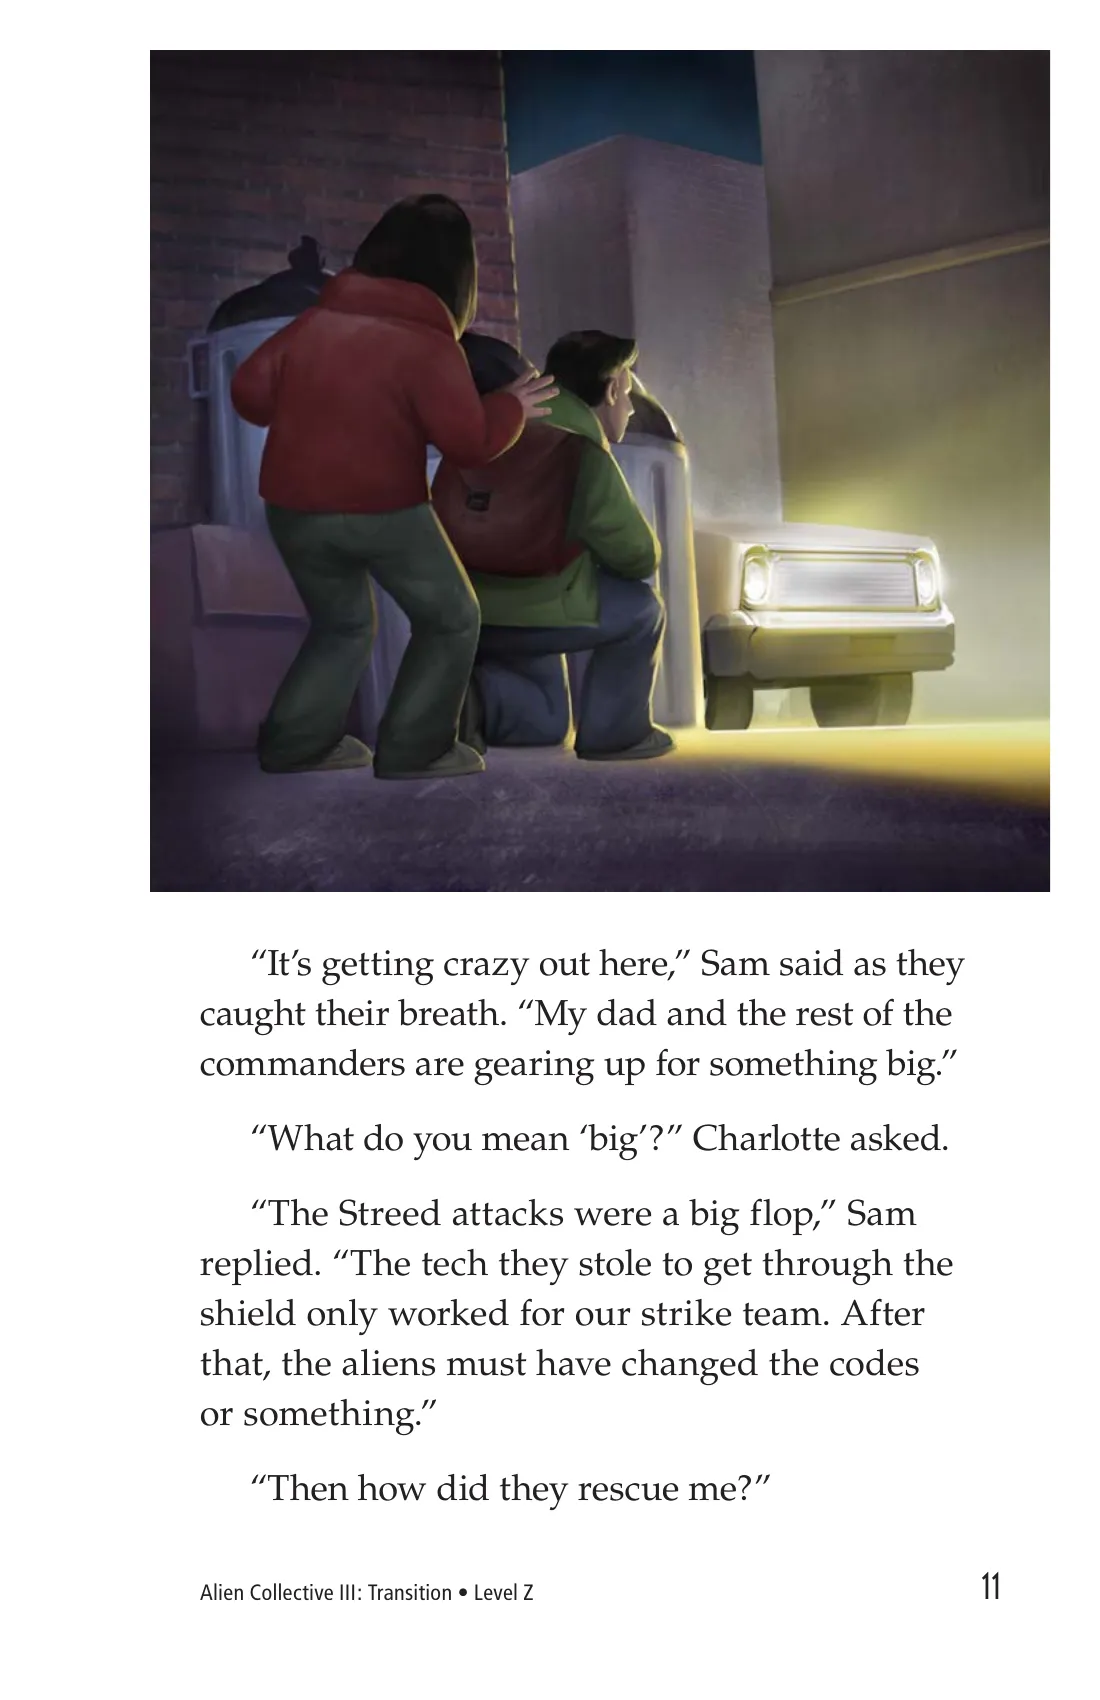 “It’s getting crazy out here,” Sam said as they
caught their breath. “My dad and the rest of the
commanders are gearing up for something big.”
“What do you mean ‘big’?” Charlotte asked.
“The Streed attacks were a big flop,” Sam
replied. “The tech they stole to get through the
shield only worked for our strike team. After
that, the aliens must have changed the codes
or something.”
“Then how did they rescue me?”
Alien Collective III: Transition • Level Z
11